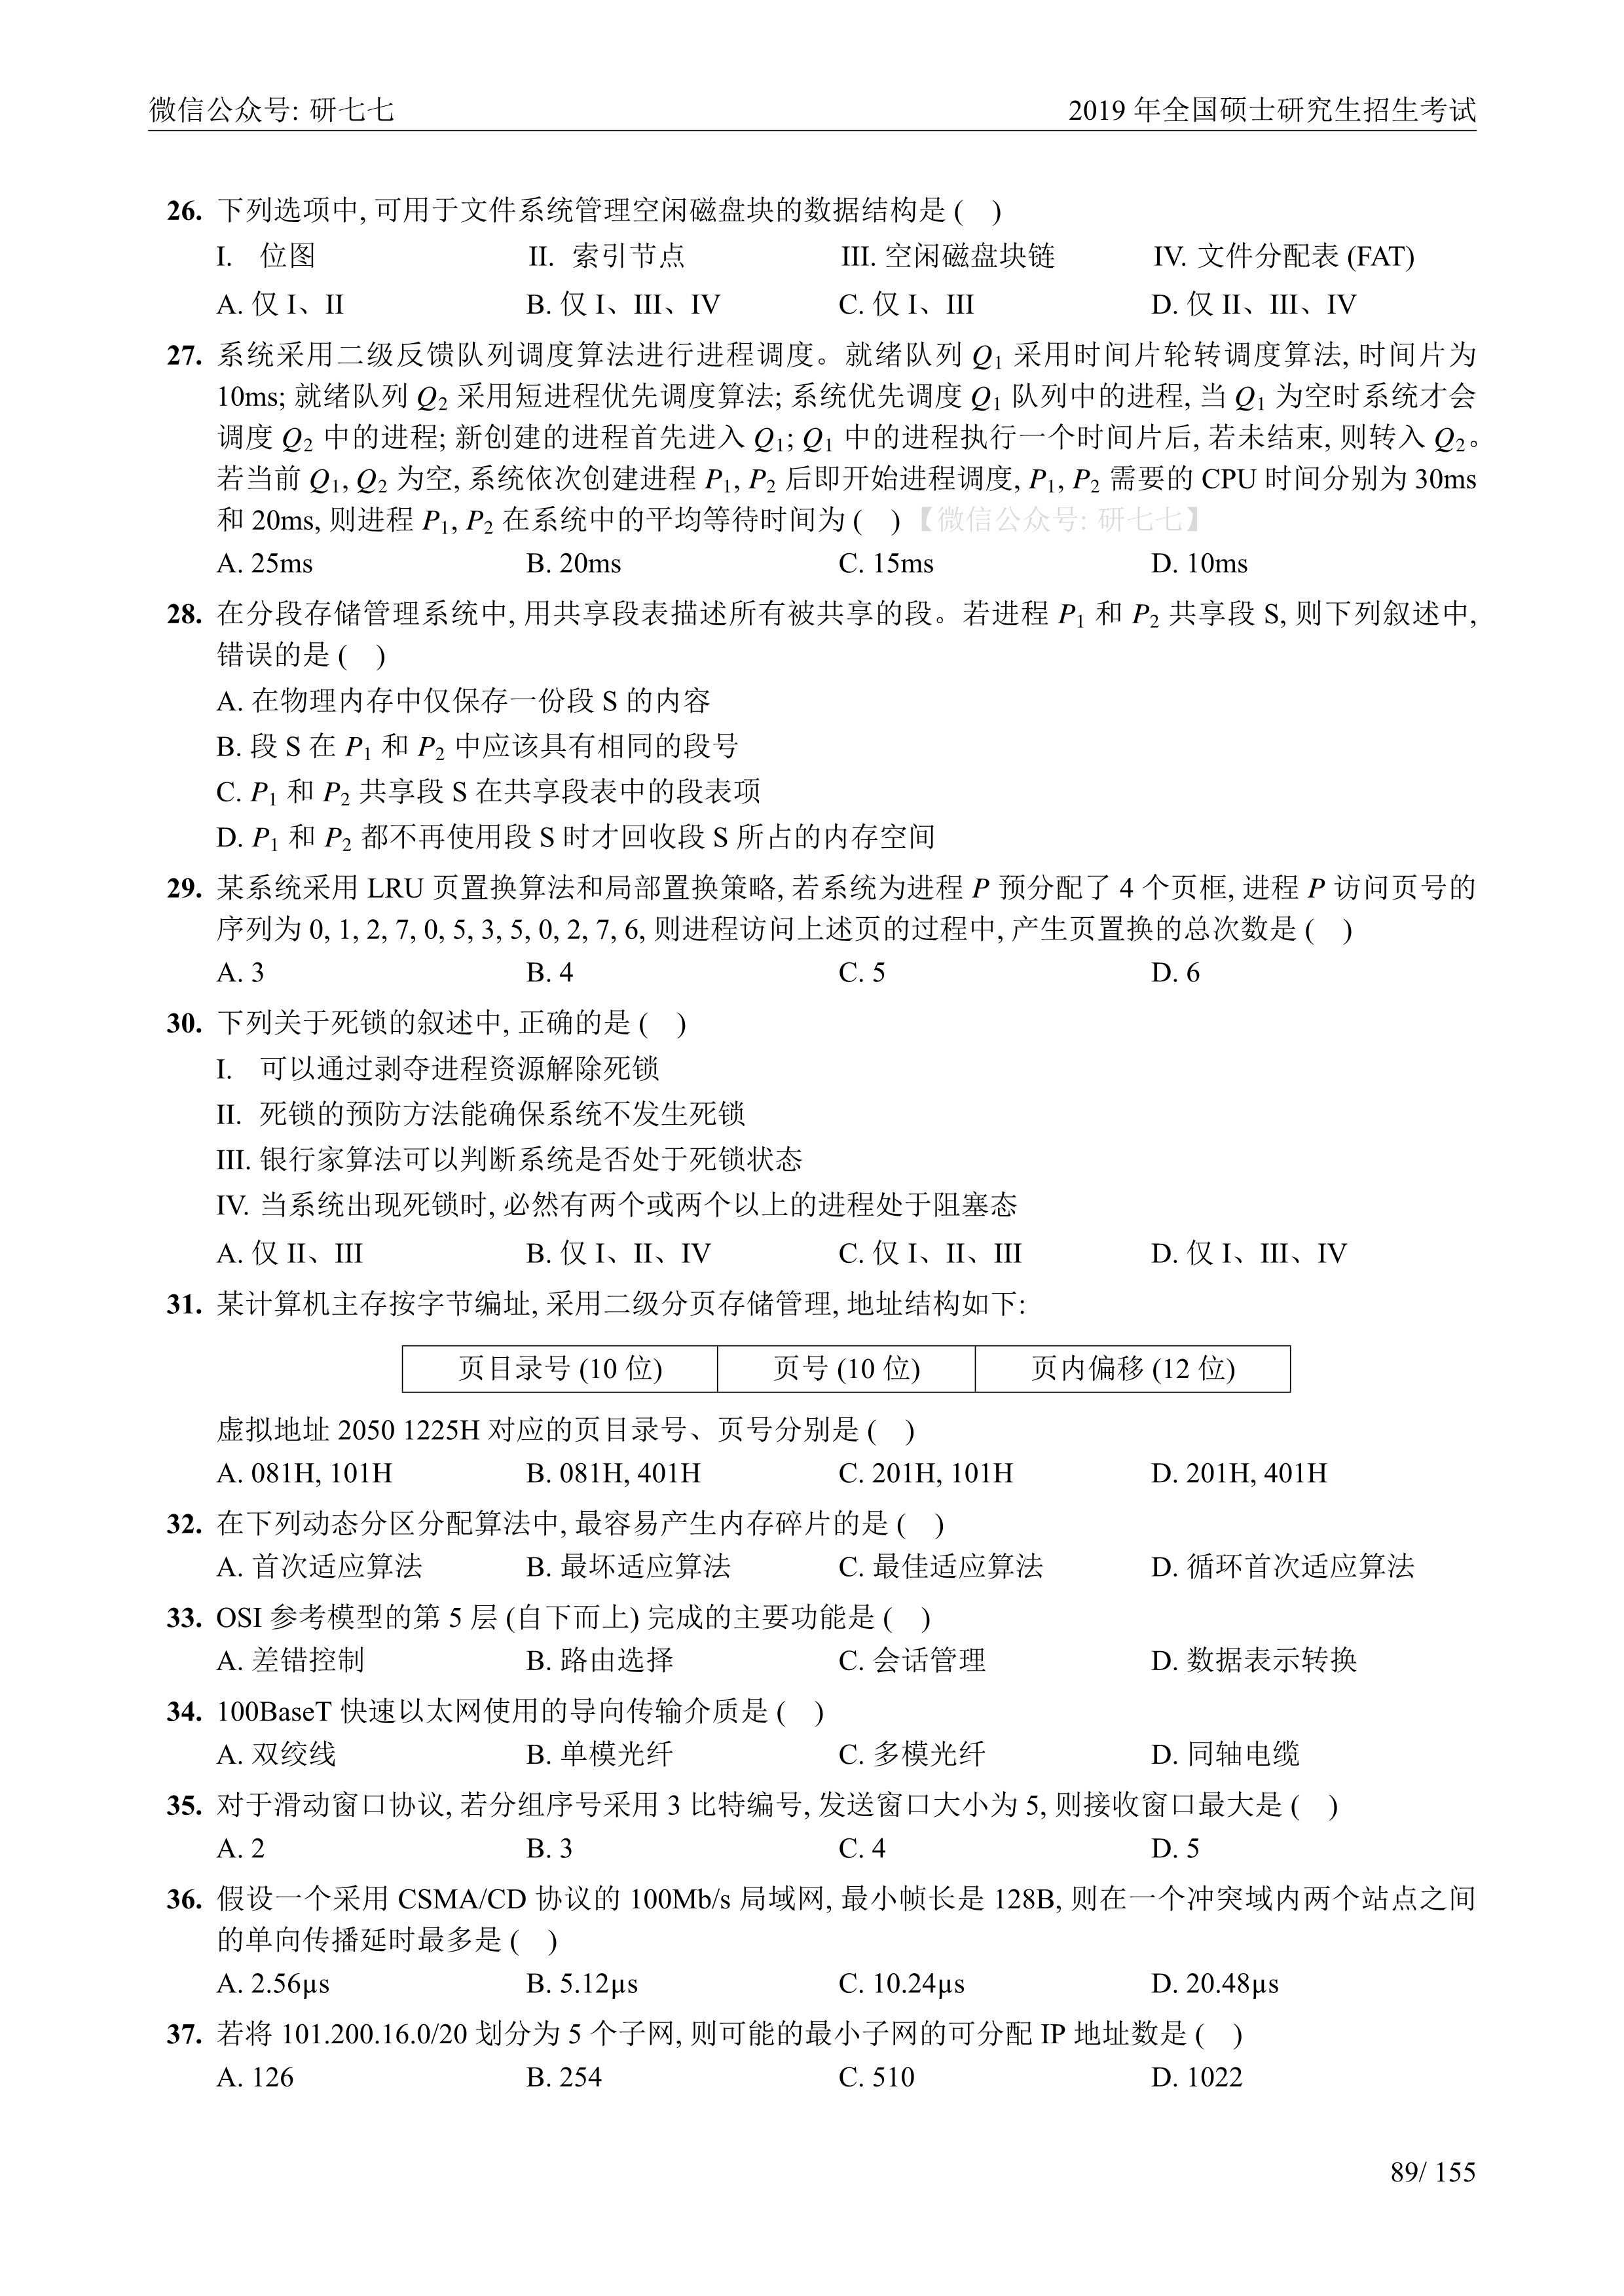 微信公众号: 研七七
2019 年全国硕士研究生招生考试
26. 下列选项中, 可用于文件系统管理空闲磁盘块的数据结构是 (　)
I. 位图 II. 索引节点 III. 空闲磁盘块链 IV. 文件分配表 (FAT)
A. 仅 I、II B. 仅 I、III、IV C. 仅 I、III D. 仅 II、III、IV
27. 系统采用二级反馈队列调度算法进行进程调度。就绪队列 Q₁ 采用时间片轮转调度算法, 时间片为
10ms; 就绪队列 Q₂ 采用短进程优先调度算法; 系统优先调度 Q₁ 队列中的进程, 当 Q₁ 为空时系统才会
调度 Q₂ 中的进程; 新创建的进程首先进入 Q₁; Q₁ 中的进程执行一个时间片后, 若未结束, 则转入 Q₂。
若当前 Q₁, Q₂ 为空, 系统依次创建进程 P₁, P₂ 后即开始进程调度, P₁, P₂ 需要的 CPU 时间分别为 30ms
和 20ms, 则进程 P₁, P₂ 在系统中的平均等待时间为 (　) 【微信公众号: 研七七】
A. 25ms B. 20ms C. 15ms D. 10ms
28. 在分段存储管理系统中, 用共享段表描述所有被共享的段。若进程 P₁ 和 P₂ 共享段 S, 则下列叙述中,
错误的是 (　)
A. 在物理内存中仅保存一份段 S 的内容
B. 段 S 在 P₁ 和 P₂ 中应该具有相同的段号
C. P₁ 和 P₂ 共享段 S 在共享段表中的段表项
D. P₁ 和 P₂ 都不再使用段 S 时才回收段 S 所占的内存空间
29. 某系统采用 LRU 页置换算法和局部置换策略, 若系统为进程 P 预分配了 4 个页框, 进程 P 访问页号的
序列为 0, 1, 2, 7, 0, 5, 3, 5, 0, 2, 7, 6, 则进程访问上述页的过程中, 产生页置换的总次数是 (　)
A. 3 B. 4 C. 5 D. 6
30. 下列关于死锁的叙述中, 正确的是 (　)
I. 可以通过剥夺进程资源解除死锁
II. 死锁的预防方法能确保系统不发生死锁
III. 银行家算法可以判断系统是否处于死锁状态
IV. 当系统出现死锁时, 必然有两个或两个以上的进程处于阻塞态
A. 仅 II、III B. 仅 I、II、IV C. 仅 I、II、III D. 仅 I、III、IV
31. 某计算机主存按字节编址, 采用二级分页存储管理, 地址结构如下:
页目录号 (10 位) 页号 (10 位) 页内偏移 (12 位)
虚拟地址 2050 1225H 对应的页目录号、页号分别是 (　)
A. 081H, 101H B. 081H, 401H C. 201H, 101H D. 201H, 401H
32. 在下列动态分区分配算法中, 最容易产生内存碎片的是 (　)
A. 首次适应算法 B. 最坏适应算法 C. 最佳适应算法 D. 循环首次适应算法
33. OSI 参考模型的第 5 层 (自下而上) 完成的主要功能是 (　)
A. 差错控制 B. 路由选择 C. 会话管理 D. 数据表示转换
34. 100BaseT 快速以太网使用的导向传输介质是 (　)
A. 双绞线 B. 单模光纤 C. 多模光纤 D. 同轴电缆
35. 对于滑动窗口协议, 若分组序号采用 3 比特编号, 发送窗口大小为 5, 则接收窗口最大是 (　)
A. 2 B. 3 C. 4 D. 5
36. 假设一个采用 CSMA/CD 协议的 100Mb/s 局域网, 最小帧长是 128B, 则在一个冲突域内两个站点之间
的单向传播延时最多是 (　)
A. 2.56μs B. 5.12μs C. 10.24μs D. 20.48μs
37. 若将 101.200.16.0/20 划分为 5 个子网, 则可能的最小子网的可分配 IP 地址数是 (　)
A. 126 B. 254 C. 510 D. 1022
89/ 155